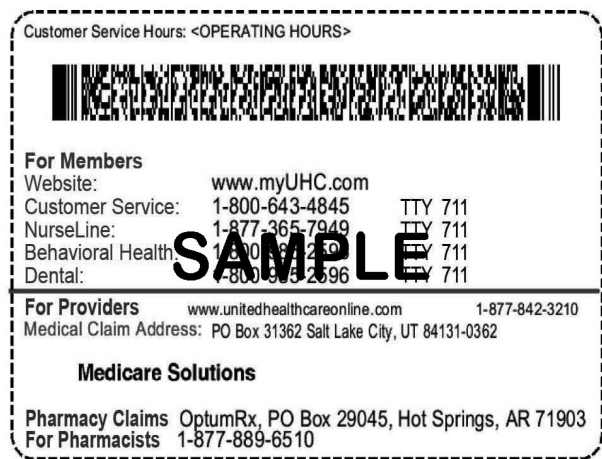 Customer Service Hours: <OPERATING HOURS>
For Members
Website: www.myUHC.com
Customer Service: 1-800-643-4845 TTY 711
NurseLine: 1-877-365-7949 TTY 711
Behavioral Health: TTY 711
Dental: TTY 711
SAMPLE
For Providers www.unitedhealthcareonline.com 1-877-842-3210
Medical Claim Address: PO Box 31362 Salt Lake City, UT 84131-0362
Medicare Solutions
Pharmacy Claims OptumRx, PO Box 29045, Hot Springs, AR 71903
For Pharmacists 1-877-889-6510